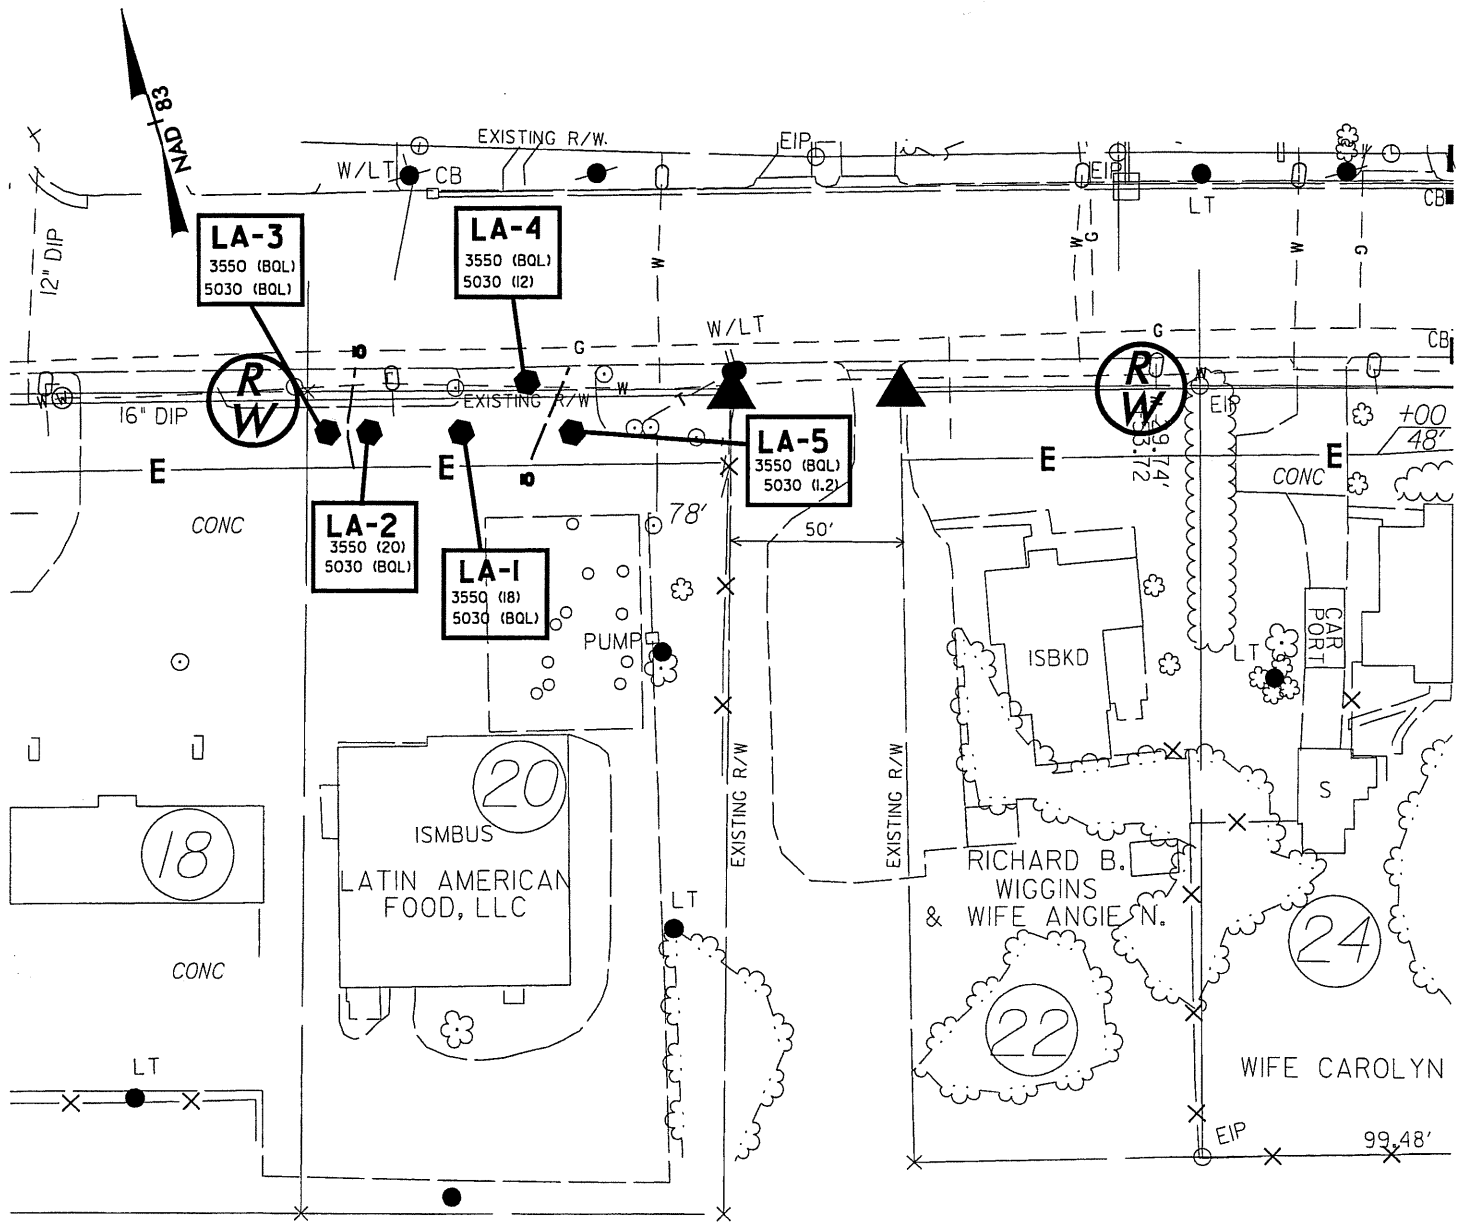 NAD 83
EXISTING R/W.
EIP
EIP
W/LT
CB
LT
CB
12" DIP
LA-3
3550 (BQL)
5030 (BQL)
LA-4
3550 (BQL)
5030 (12)
W
W
G
W
G
W/LT
G
CB
10
G
R
W
R
W
W
W
W
16" DIP
EXISTING R/W
W
T
EIP
29.74'
+00
48'
LA-5
3550 (BQL)
5030 (1.2)
E
E
E
E
CONC
CONC
10
78'
50'
LA-2
3550 (20)
5030 (BQL)
LA-1
3550 (18)
5030 (BQL)
PUMP
ISBKD
CAR
PORT
LT
20
ISMBUS
LATIN AMERICAN
FOOD, LLC
18
EXISTING R/W
EXISTING R/W
S
RICHARD B.
WIGGINS
& WIFE ANGIE N.
LT
24
CONC
22
LT
WIFE CAROLYN
EIP
99.48'